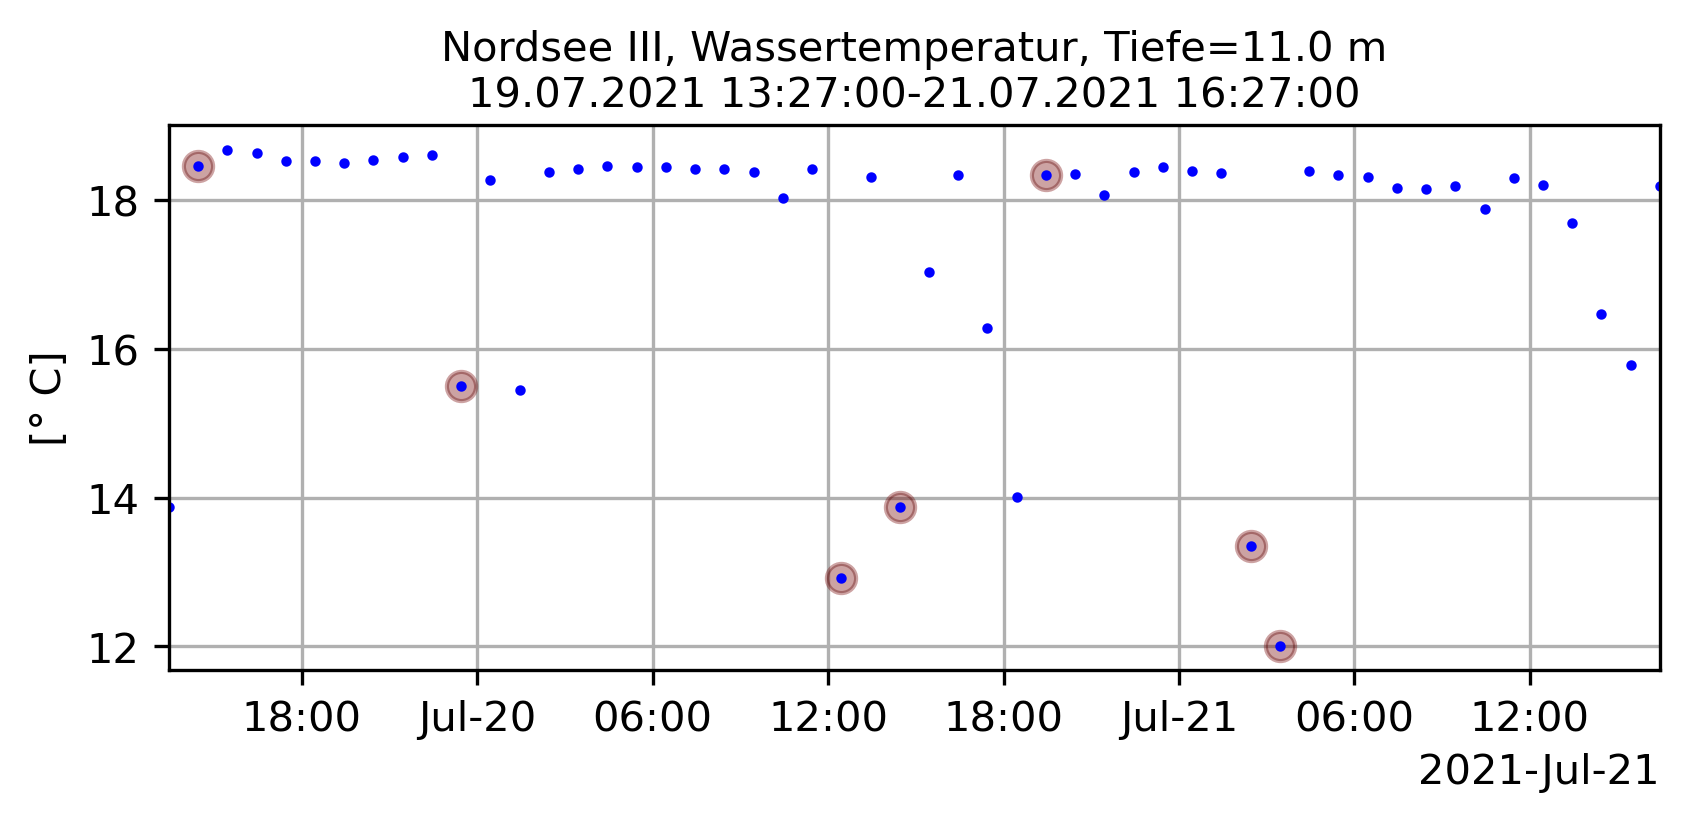 Nordsee III, Wassertemperatur, Tiefe=11.0 m
19.07.2021 13:27:00-21.07.2021 16:27:00
[° C]
18
16
14
12
18:00 Jul-20 06:00 12:00 18:00 Jul-21 06:00 12:00
2021-Jul-21